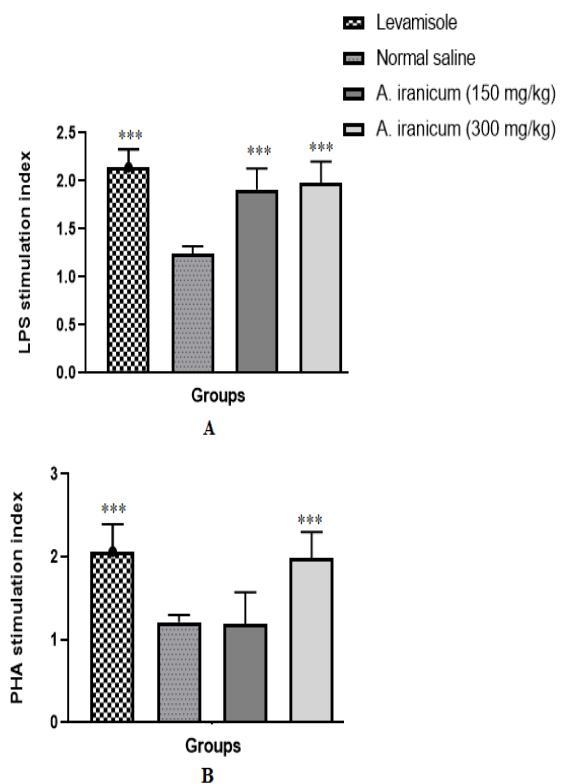 Levamisole
Normal saline
A. iranicum (150 mg/kg)
A. iranicum (300 mg/kg)
LPS stimulation index
2.5
2.0
1.5
1.0
0.5
0.0
***
***
***
Groups
A
PHA stimulation index
3
2
1
0
***
***
Groups
B